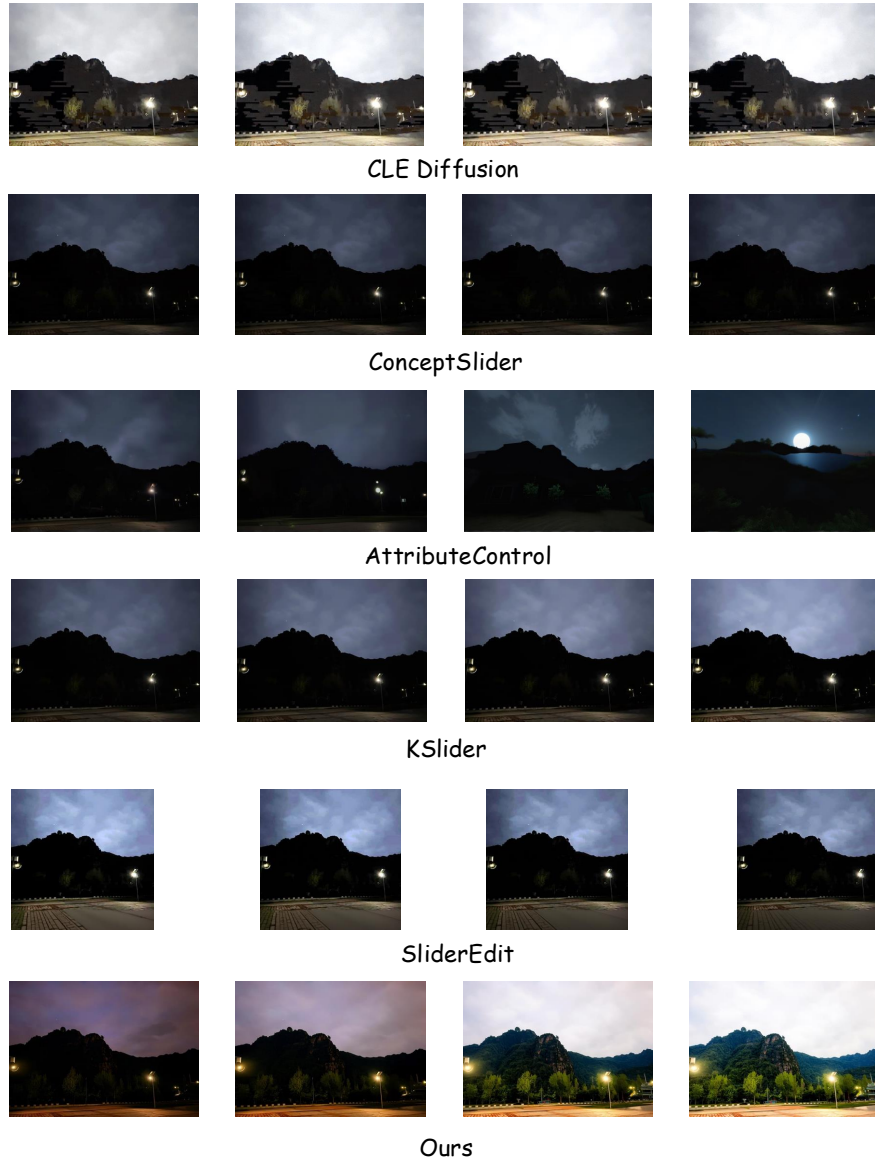 CLE Diffusion
ConceptSlider
AttributeControl
KSlider
SliderEdit
Ours